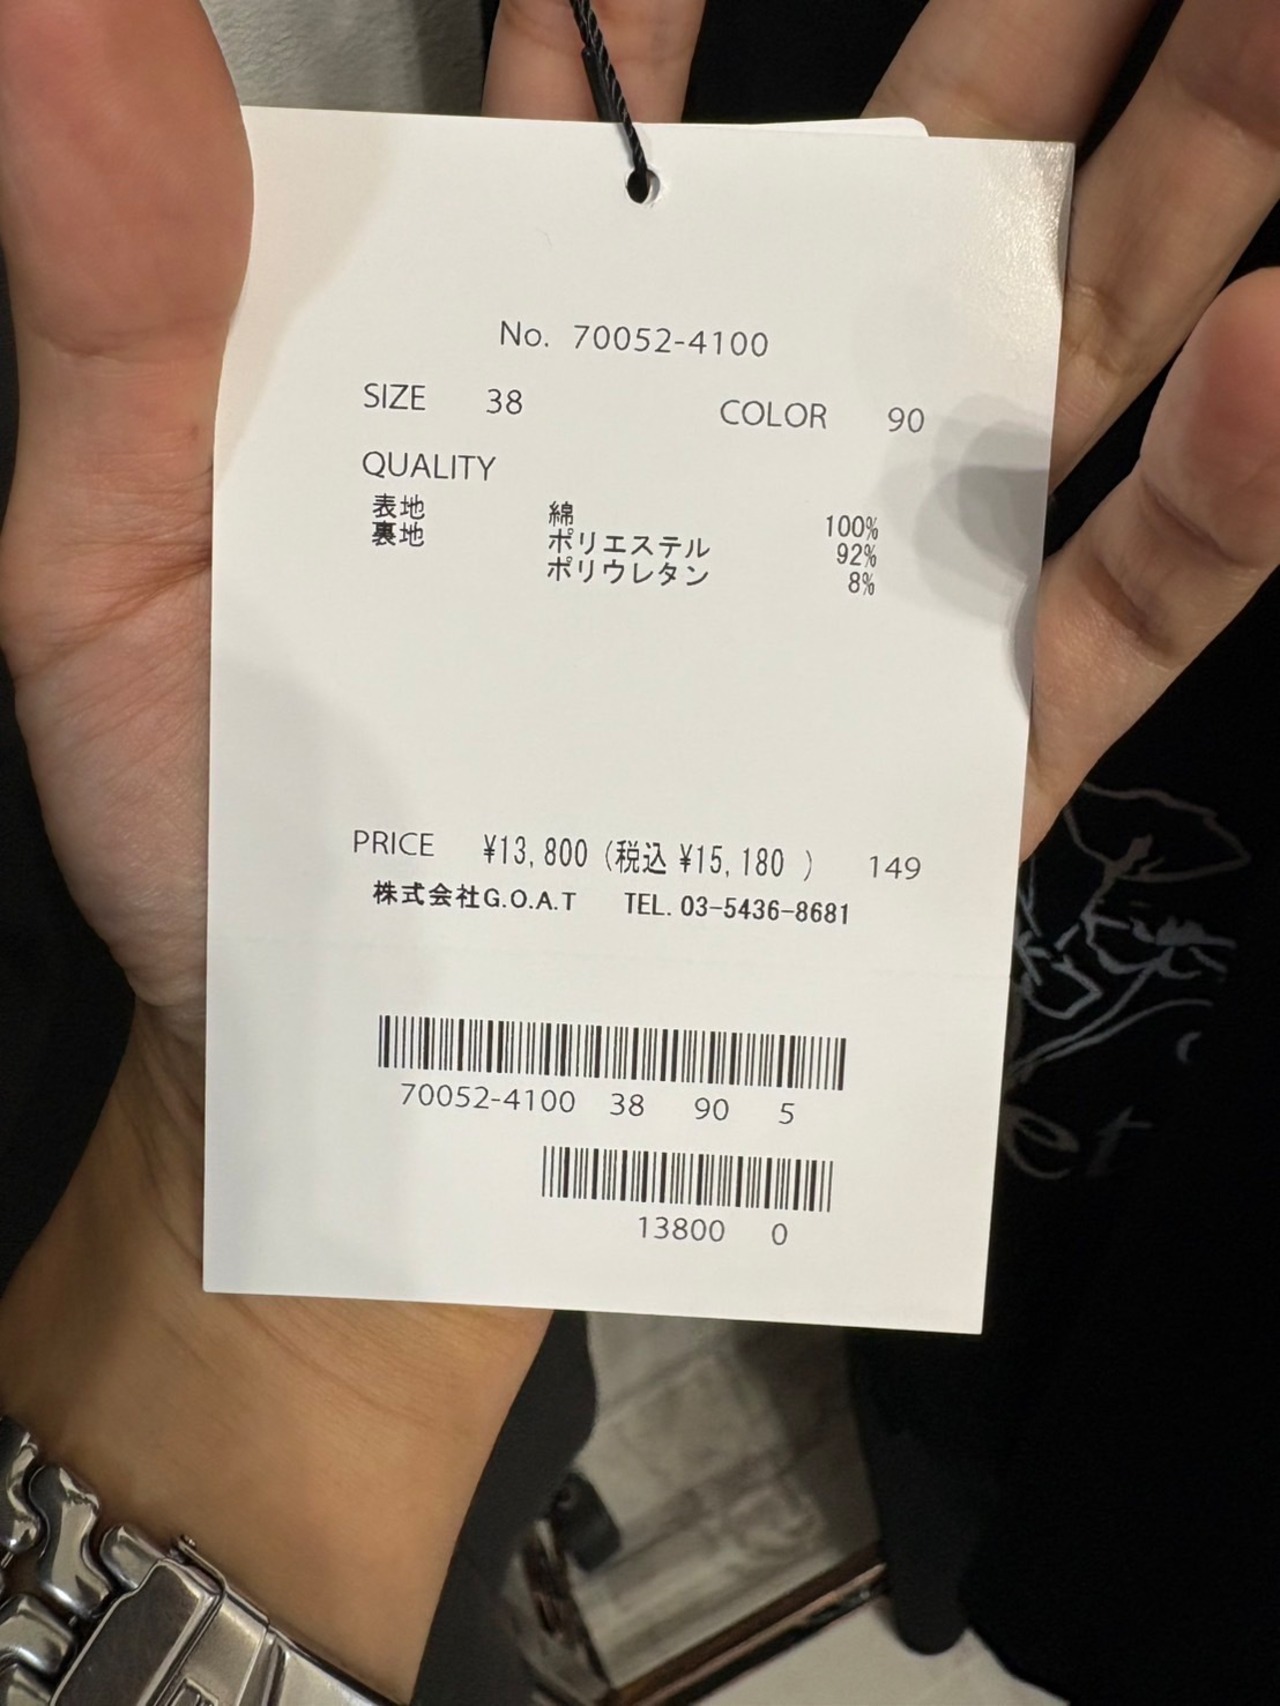 No. 70052-4100
SIZE 38 COLOR 90
QUALITY
表地 綿 100%
裏地 ポリエステル 92%
ポリウレタン 8%
PRICE ¥13,800 (税込 ¥15,180 ) 149
株式会社G.O.A.T TEL. 03-5436-8681
70052-4100 38 90 5
13800 0